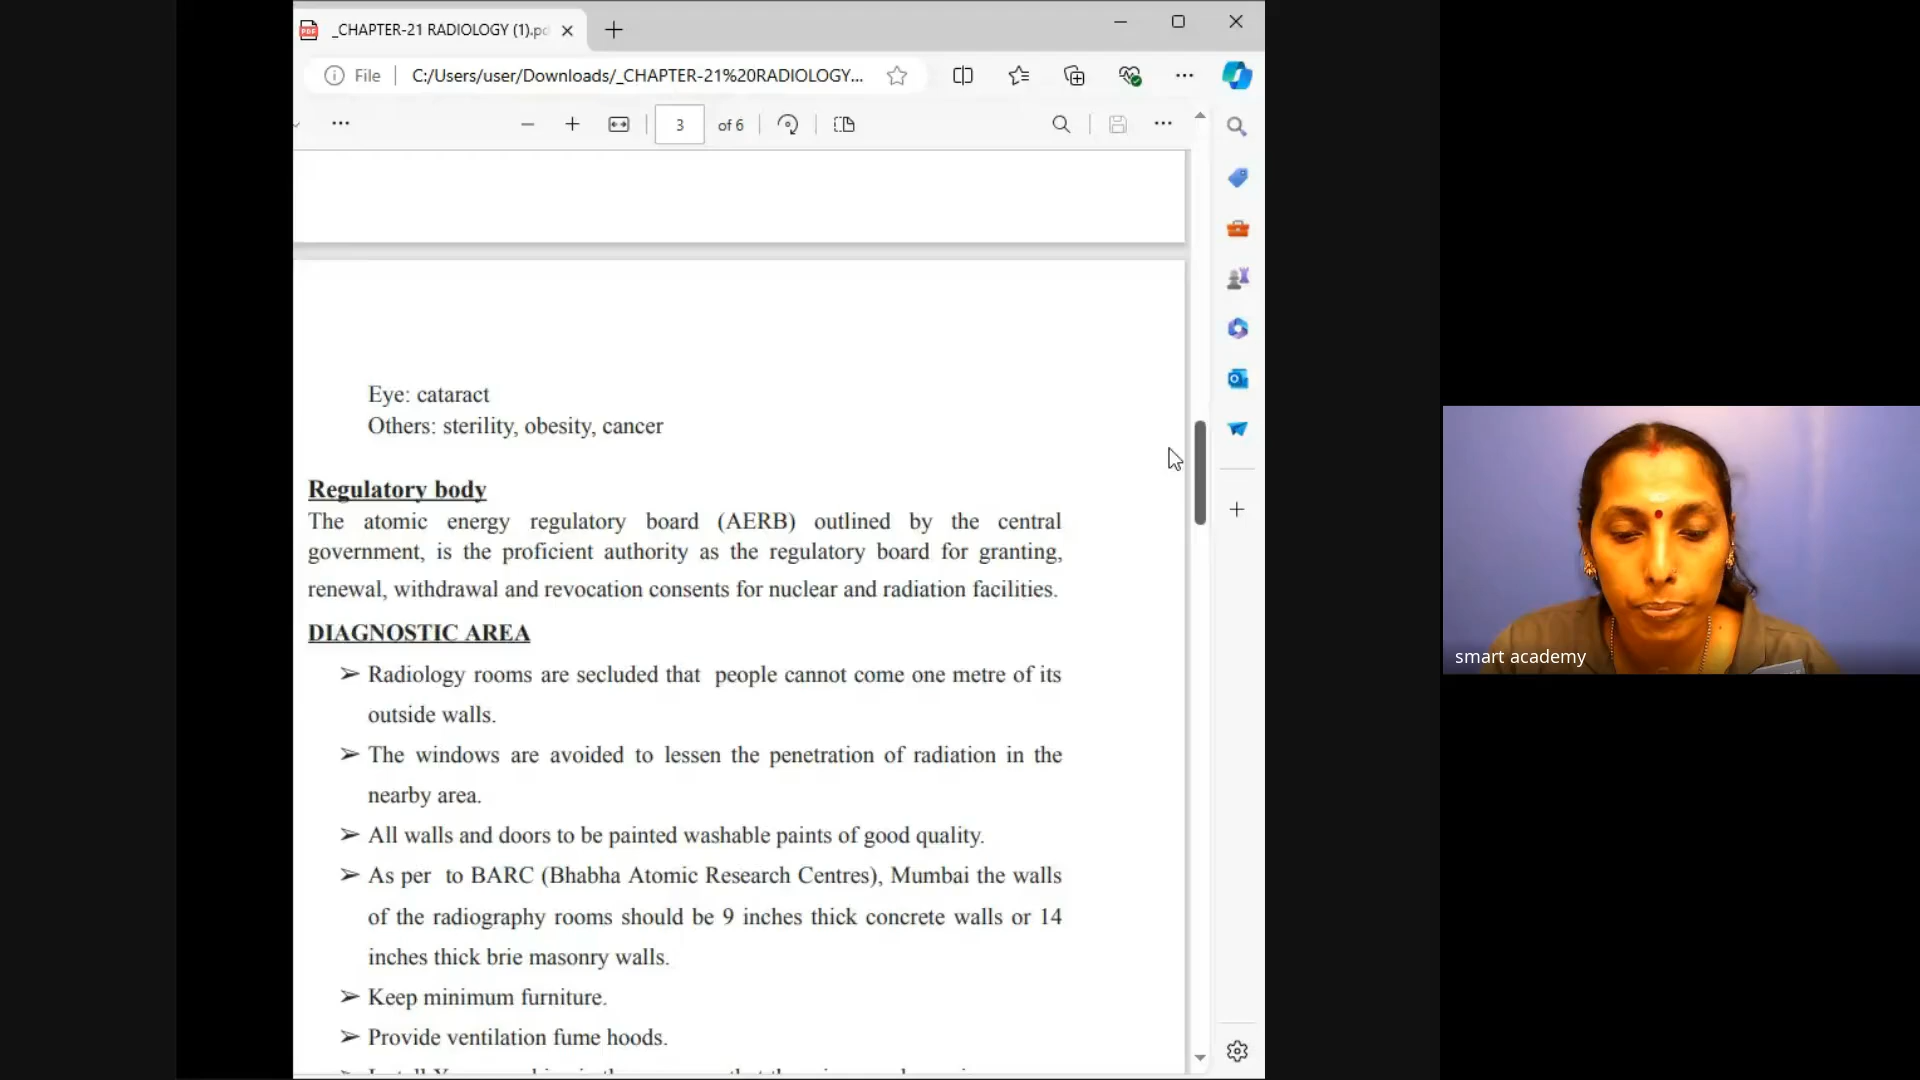 _CHAPTER-21 RADIOLOGY (1).pd
File
C:/Users/user/Downloads/_CHAPTER-21%20RADIOLOGY...
3 of 6
Eye: cataract
Others: sterility, obesity, cancer
Regulatory body
The atomic energy regulatory board (AERB) outlined by the central
government, is the proficient authority as the regulatory board for granting,
renewal, withdrawal and revocation consents for nuclear and radiation facilities.
DIAGNOSTIC AREA
➢ Radiology rooms are secluded that people cannot come one metre of its
outside walls.
➢ The windows are avoided to lessen the penetration of radiation in the
nearby area.
➢ All walls and doors to be painted washable paints of good quality.
➢ As per to BARC (Bhabha Atomic Research Centres), Mumbai the walls
of the radiography rooms should be 9 inches thick concrete walls or 14
inches thick brie masonry walls.
➢ Keep minimum furniture.
➢ Provide ventilation fume hoods.
smart academy